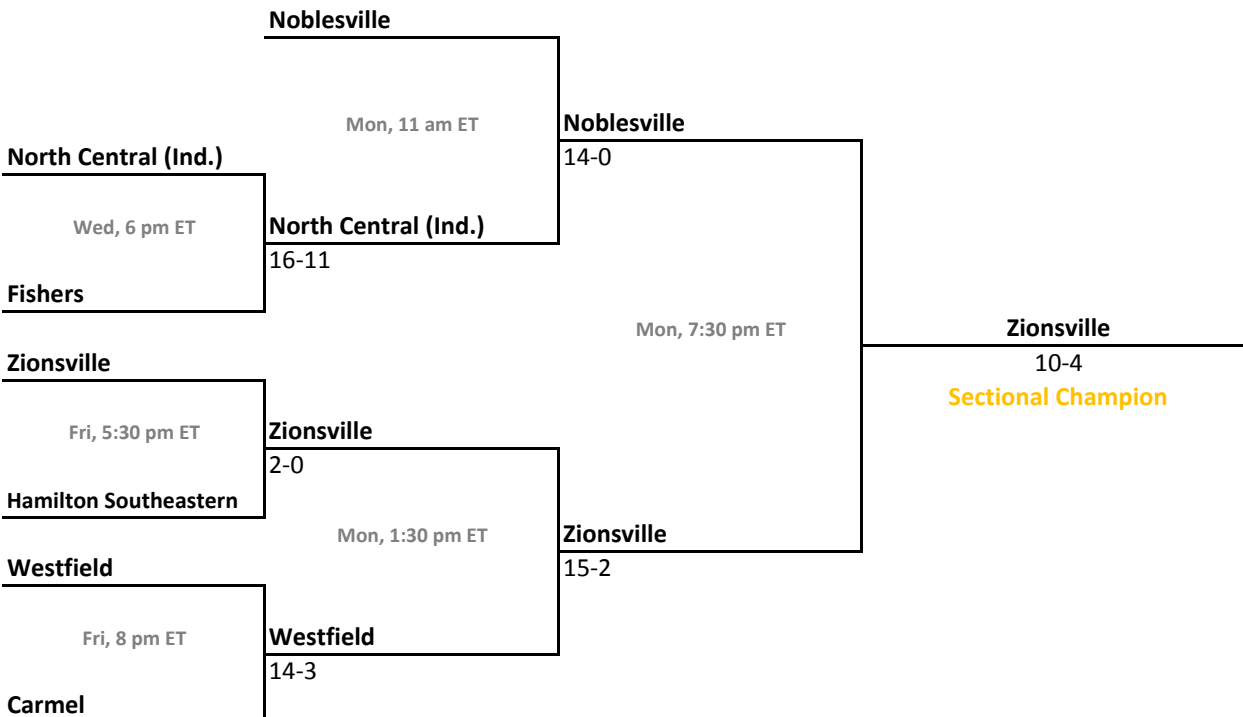 Noblesville
Mon, 11 am ET
Noblesville
14-0
North Central (Ind.)
Wed, 6 pm ET
North Central (Ind.)
16-11
Fishers
Mon, 7:30 pm ET
Zionsville
10-4
Sectional Champion
Zionsville
Fri, 5:30 pm ET
Zionsville
2-0
Hamilton Southeastern
Mon, 1:30 pm ET
Zionsville
15-2
Westfield
Fri, 8 pm ET
Westfield
14-3
Carmel